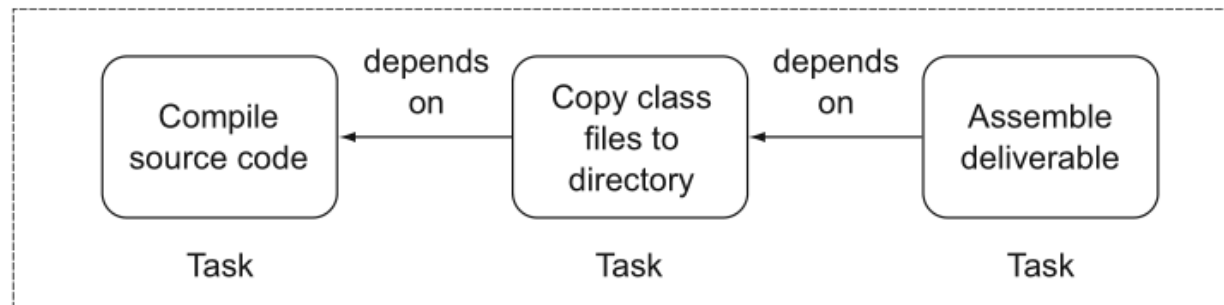 depends
on
depends
on
Compile
source code
Copy class
files to
directory
Assemble
deliverable
Task
Task
Task